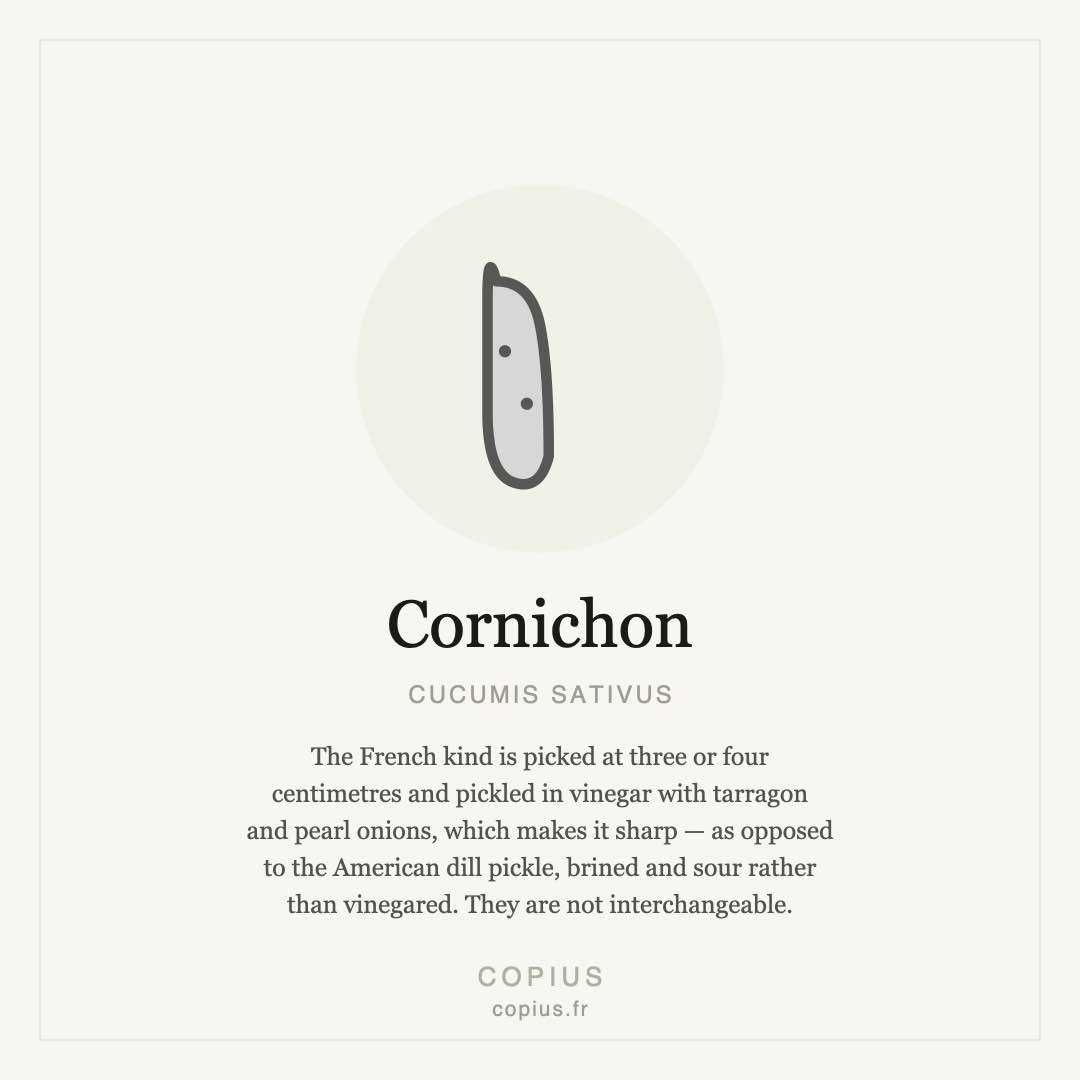 Cornichon
CUCUMIS SATIVUS
The French kind is picked at three or four
centimetres and pickled in vinegar with tarragon
and pearl onions, which makes it sharp — as opposed
to the American dill pickle, brined and sour rather
than vinegared. They are not interchangeable.
COPIUS
copius.fr